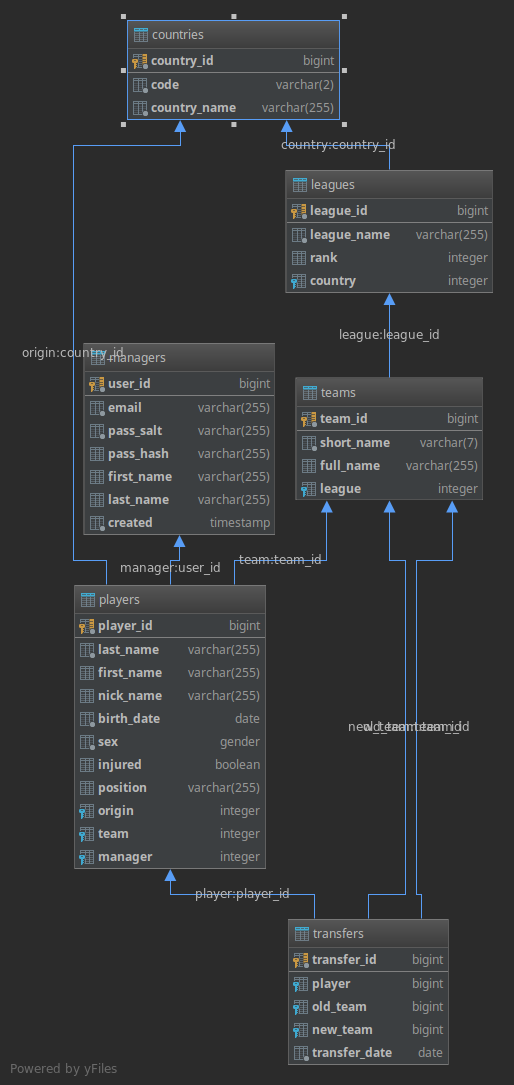 countries
country_id bigint
code varchar(2)
country_name varchar(255)
country:country_id
leagues
league_id bigint
league_name varchar(255)
rank integer
country integer
league:league_id
origin:country_id
managers
user_id bigint
email varchar(255)
pass_salt varchar(255)
pass_hash varchar(255)
first_name varchar(255)
last_name varchar(255)
created timestamp
teams
team_id bigint
short_name varchar(7)
full_name varchar(255)
league integer
manager:user_id
team:team_id
players
player_id bigint
last_name varchar(255)
first_name varchar(255)
nick_name varchar(255)
birth_date date
sex gender
injured boolean
position varchar(255)
origin integer
team integer
manager integer
new_team:team_id
old_team:team_id
player:player_id
transfers
transfer_id bigint
player bigint
old_team bigint
new_team bigint
transfer_date date
Powered by yFiles